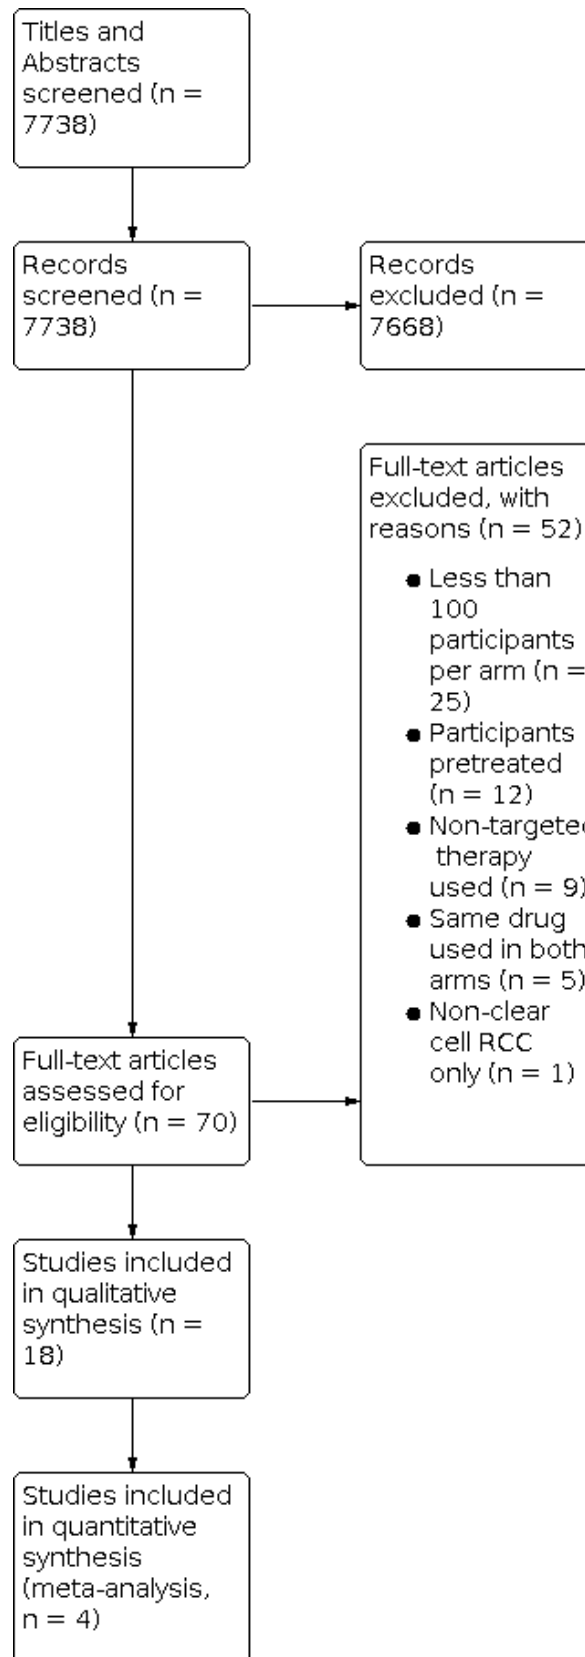 Titles and
Abstracts
screened (n =
7738)
Records
screened (n =
7738)
Records
excluded (n =
7668)
Full-text articles
excluded, with
reasons (n = 52)
● Less than
100
participants
per arm (n =
25)
● Participants
pretreated
(n = 12)
● Non-targeted
therapy
used (n = 9)
● Same drug
used in both
arms (n = 5)
● Non-clear
cell RCC
only (n = 1)
Full-text articles
assessed for
eligibility (n = 70)
Studies included
in qualitative
synthesis (n =
18)
Studies included
in quantitative
synthesis
(meta-analysis,
n = 4)